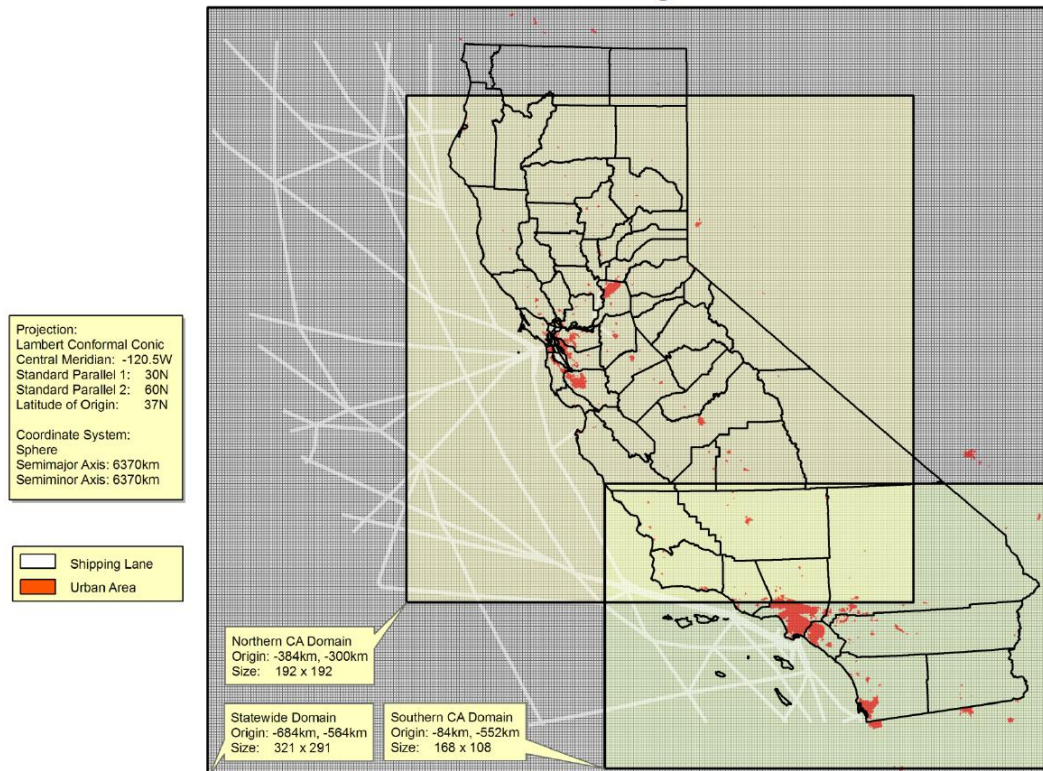 Projection:
Lambert Conformal Conic
Central Meridian: -120.5W
Standard Parallel 1: 30N
Standard Parallel 2: 60N
Latitude of Origin: 37N
Coordinate System:
Sphere
Semimajor Axis: 6370km
Semiminor Axis: 6370km
Shipping Lane
Urban Area
Northern CA Domain
Origin: -384km, -300km
Size: 192 x 192
Statewide Domain
Origin: -684km, -564km
Size: 321 x 291
Southern CA Domain
Origin: -84km, -552km
Size: 168 x 108